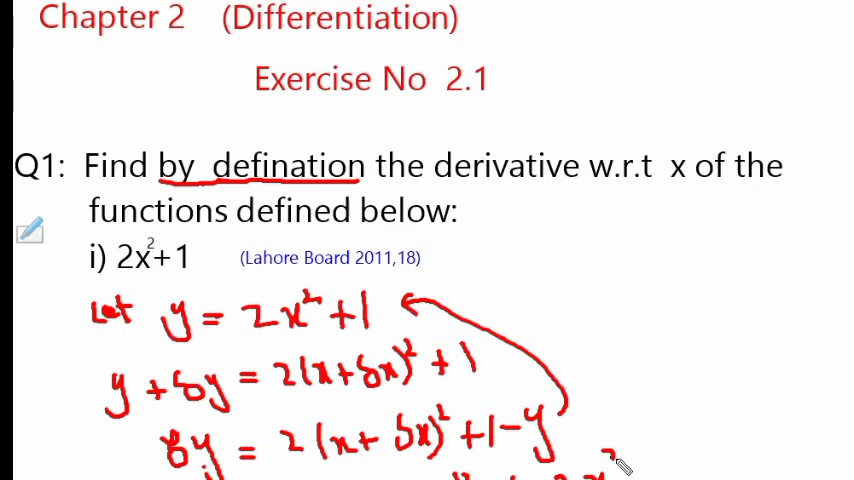 Chapter 2 (Differentiation)
Exercise No 2.1
Q1: Find by defination the derivative w.r.t x of the
functions defined below:
i) 2x²+1 (Lahore Board 2011,18)
Let y = 2x² + 1
y + δy = 2(x + δx)² + 1
δy = 2(x + δx)² + 1 - y